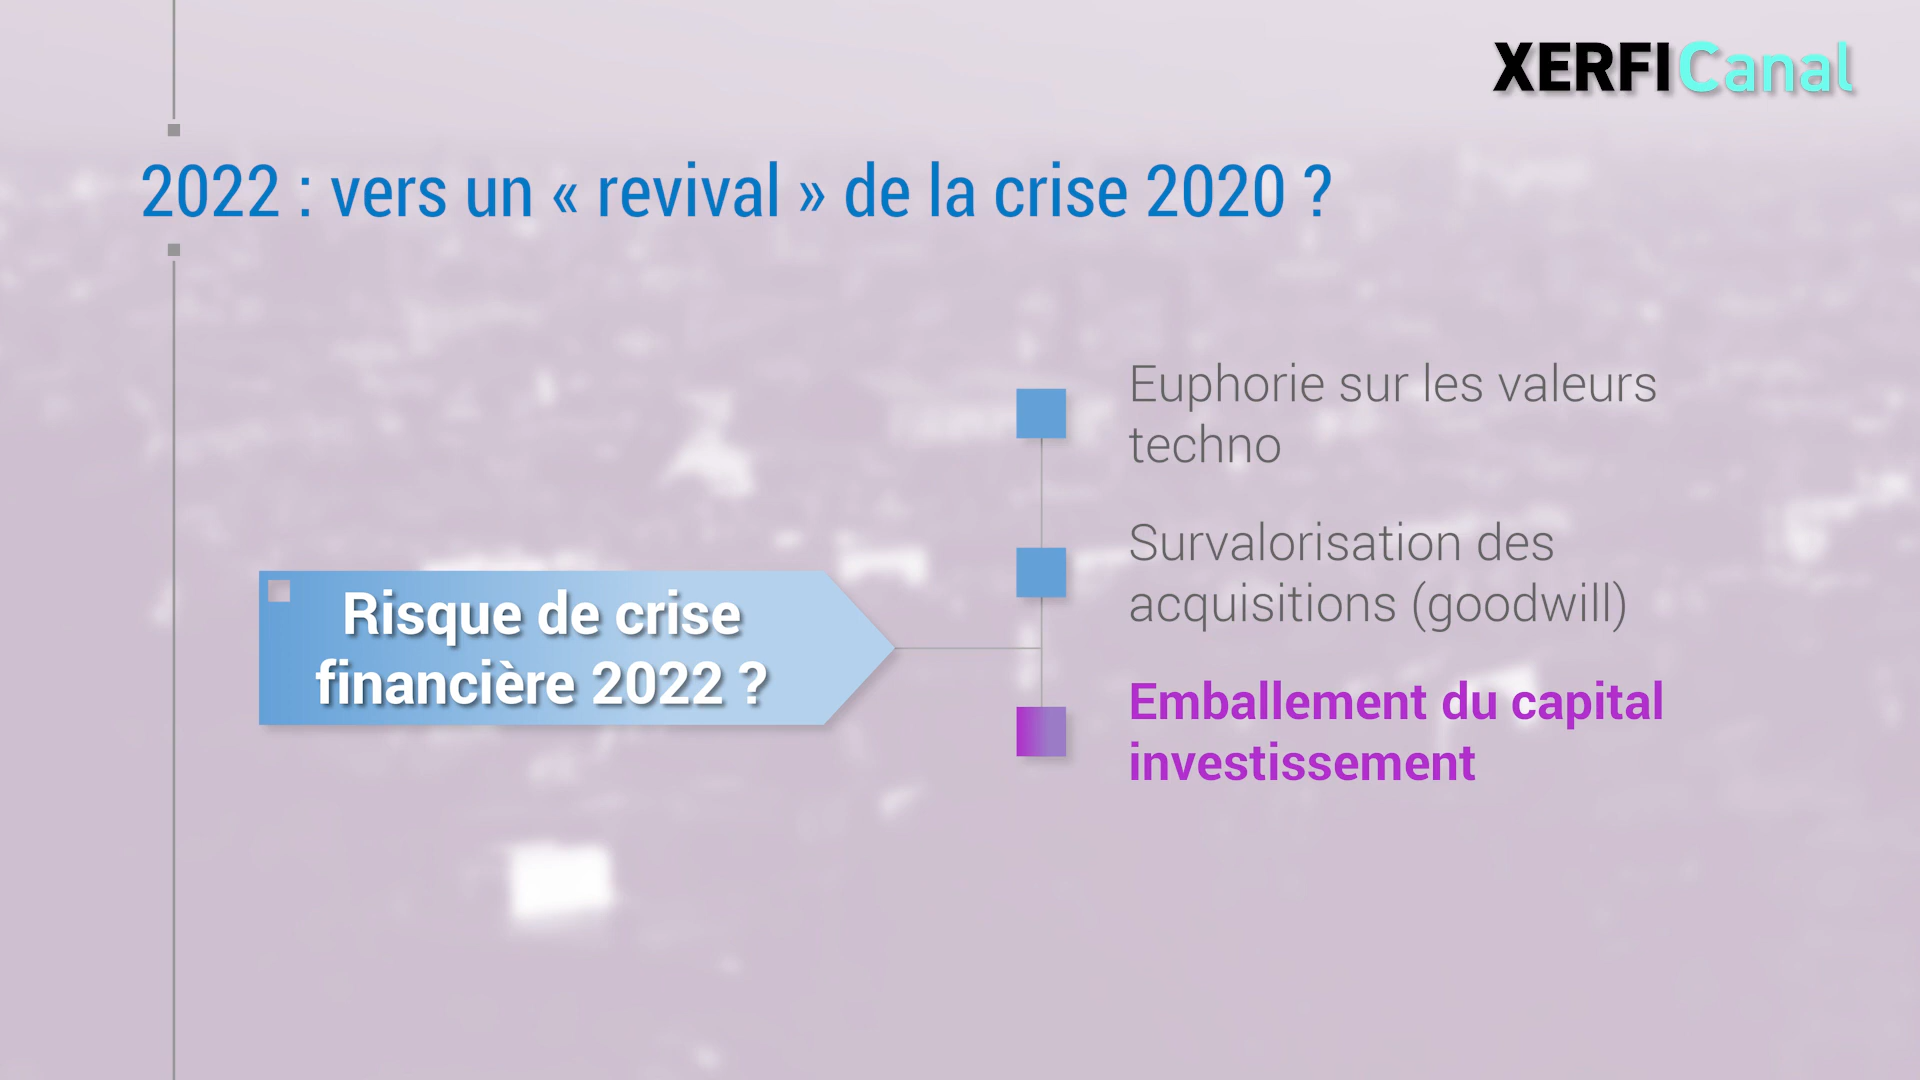 XERFI Canal
2022 : vers un « revival » de la crise 2020 ?
Euphorie sur les valeurs
techno
Survalorisation des
acquisitions (goodwill)
Risque de crise
financière 2022 ?
Emballement du capital
investissement